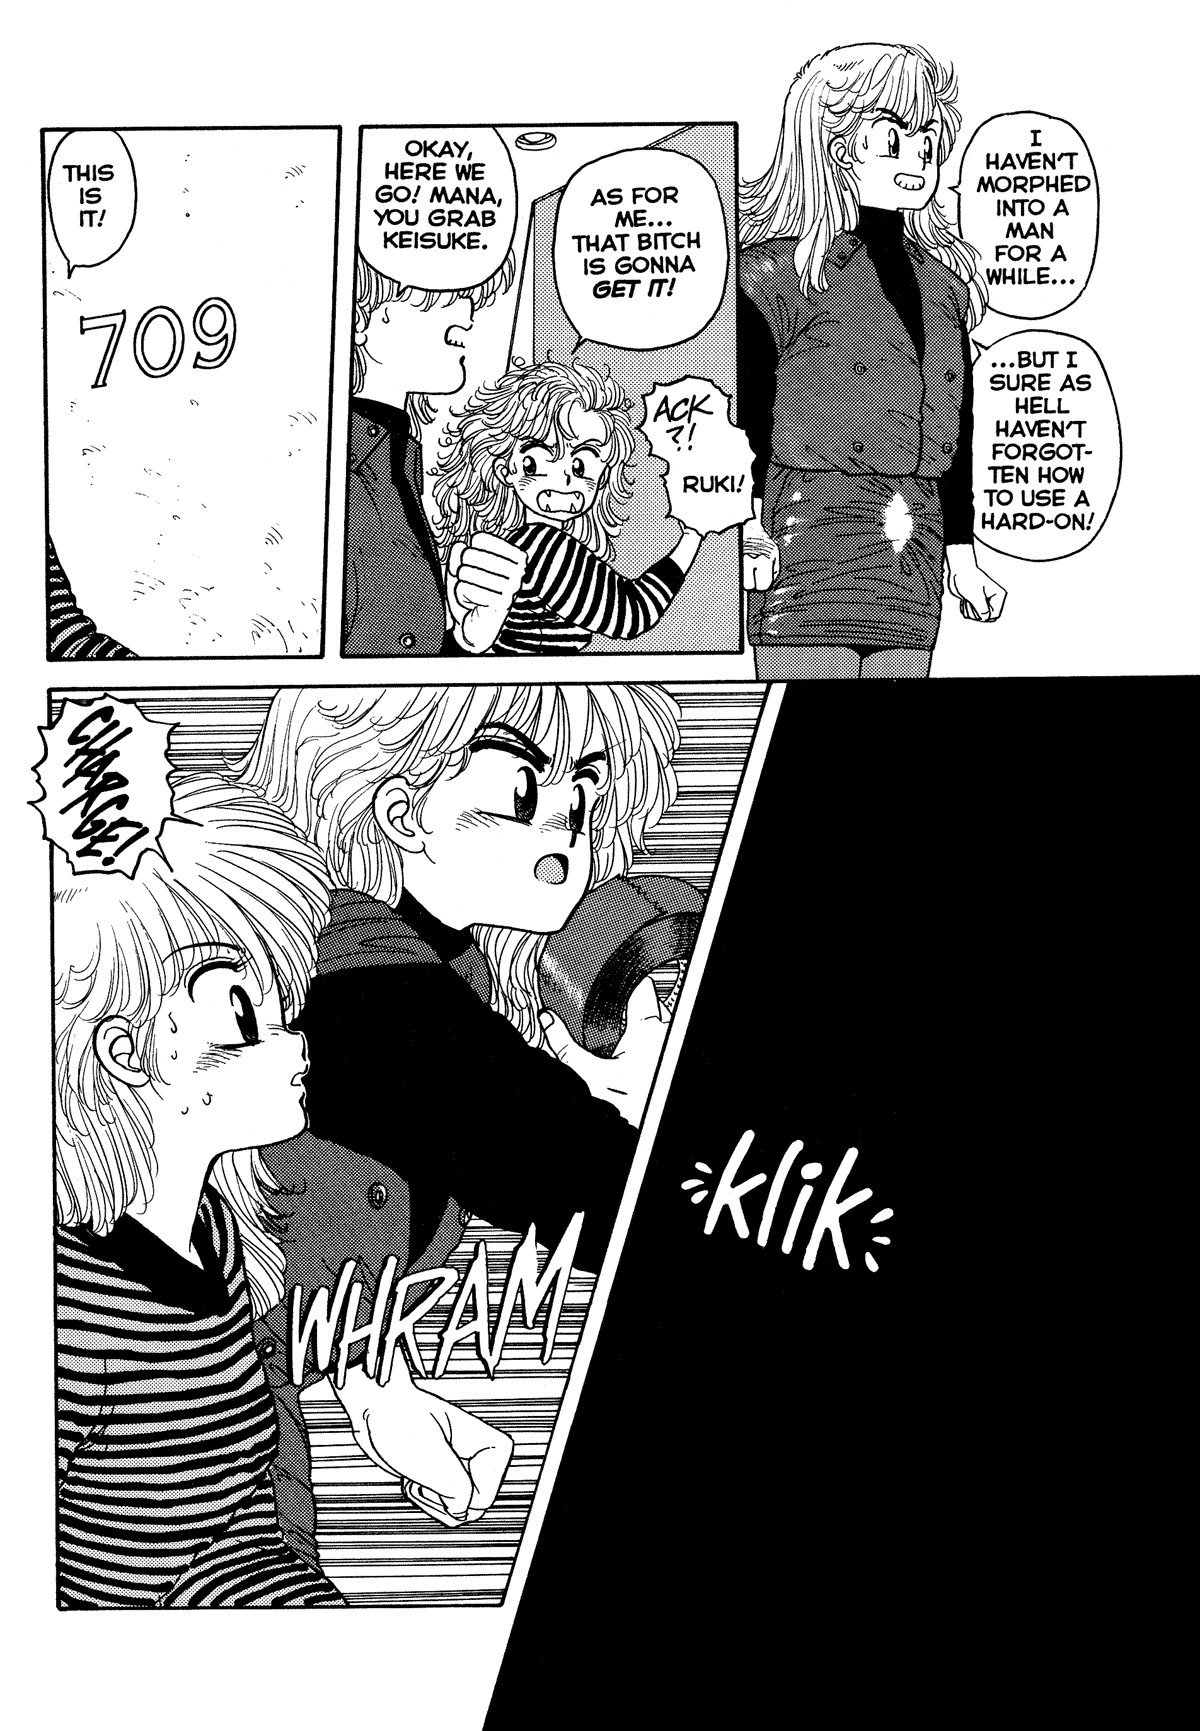 THIS
IS
IT!
709
OKAY,
HERE WE
GO! MANA,
YOU GRAB
KEISUKE.
AS FOR
ME...
THAT BITCH
IS GONNA
GET IT!
ACK
?!
RUKI!
I
HAVEN'T
MORPHED
INTO A
MAN
FOR A
WHILE...
...BUT I
SURE AS
HELL
HAVEN'T
FORGOT-
TEN HOW
TO USE A
HARD-ON!
CHARGE!
WHRAM
klik